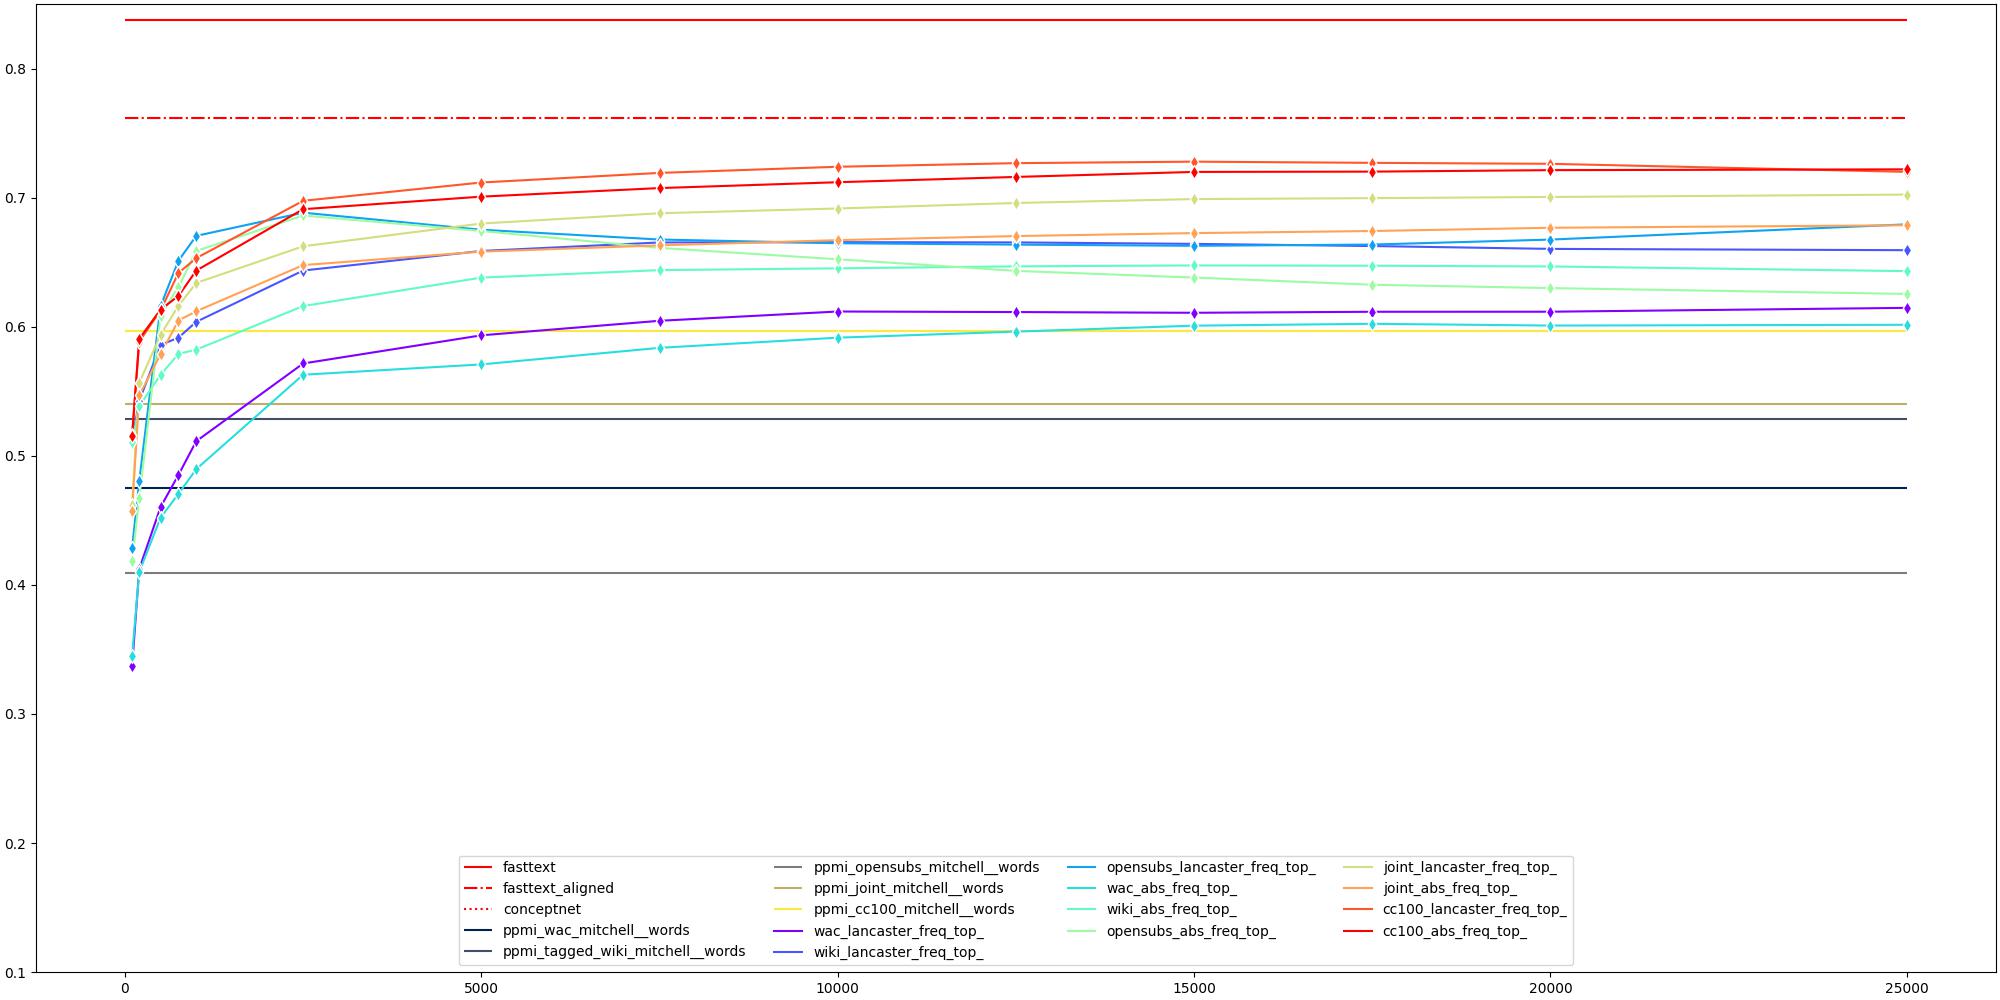 0.8
0.7
0.6
0.5
0.4
0.3
0.2
0.1
fasttext
fasttext_aligned
conceptnet
ppmi_wac_mitchell__words
ppmi_tagged_wiki_mitchell__words
ppmi_opensubs_mitchell__words
ppmi_joint_mitchell__words
ppmi_cc100_mitchell__words
wac_lancaster_freq_top_
wiki_lancaster_freq_top_
opensubs_lancaster_freq_top_
wac_abs_freq_top_
wiki_abs_freq_top_
opensubs_abs_freq_top_
joint_lancaster_freq_top_
joint_abs_freq_top_
cc100_lancaster_freq_top_
cc100_abs_freq_top_
0 5000 10000 15000 20000 25000